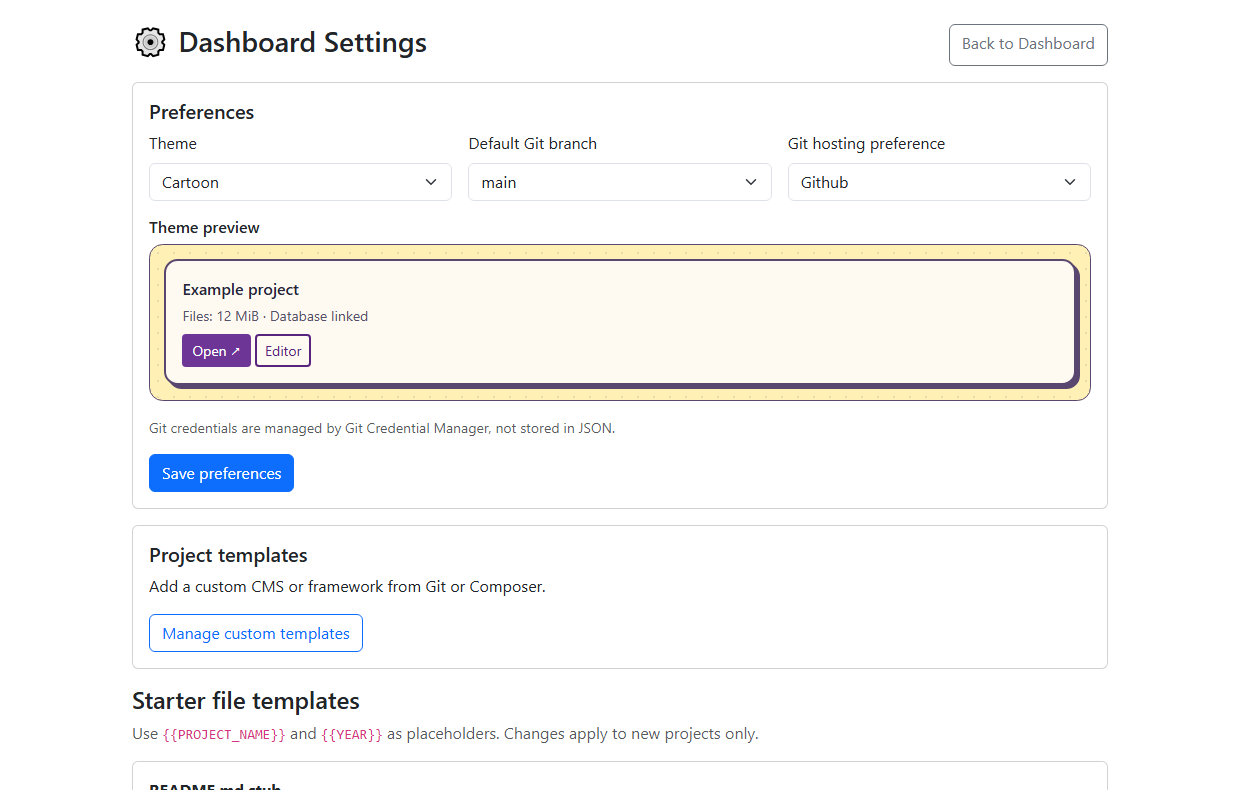 Dashboard Settings
Back to Dashboard
Preferences
Theme
Default Git branch
Git hosting preference
Cartoon
main
Github
Theme preview
Example project
Files: 12 MiB · Database linked
Open ↗
Editor
Git credentials are managed by Git Credential Manager, not stored in JSON.
Save preferences
Project templates
Add a custom CMS or framework from Git or Composer.
Manage custom templates
Starter file templates
Use {{PROJECT_NAME}} and {{YEAR}} as placeholders. Changes apply to new projects only.
README.md.stub